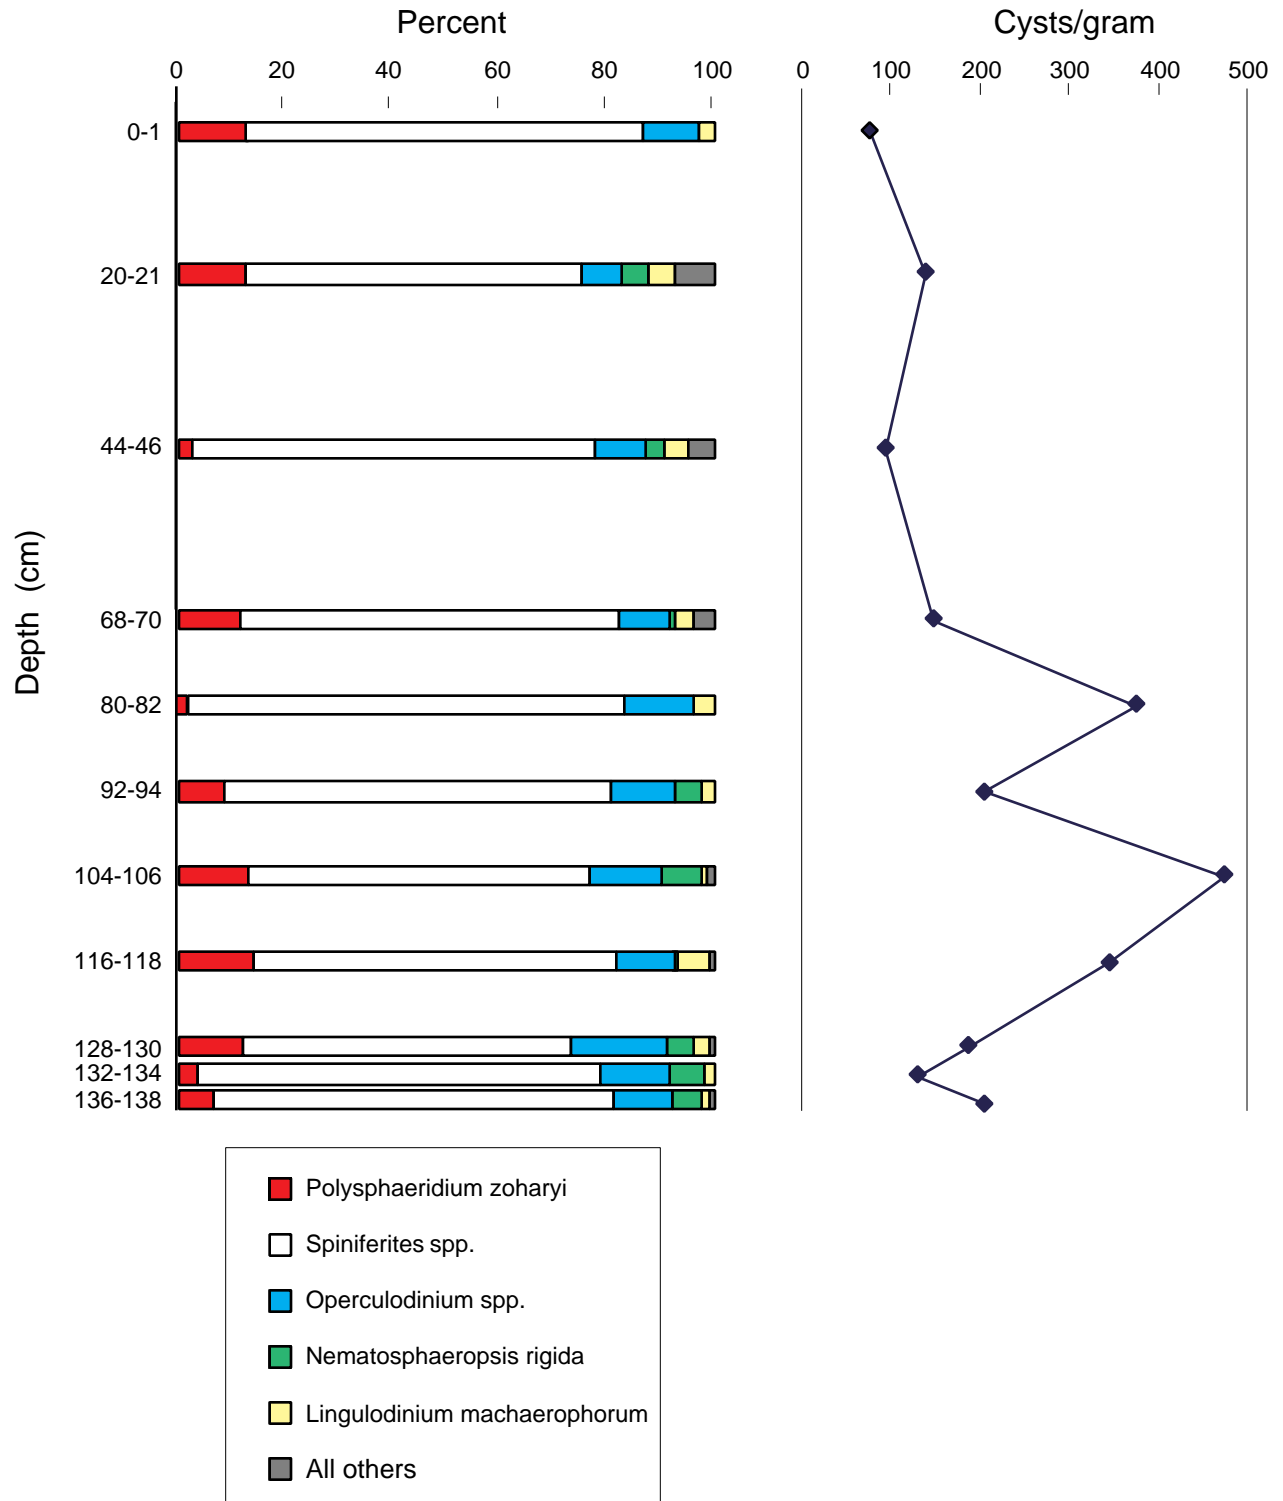 Percent Cysts/gram
0 20 40 60 80 100 0 100 200 300 400 500
0-1
20-21
44-46
68-70
80-82
92-94
104-106
116-118
128-130
132-134
136-138
Depth (cm)
Polysphaeridium zoharyi
Spiniferites spp.
Operculodinium spp.
Nematosphaeropsis rigida
Lingulodinium machaerophorum
All others